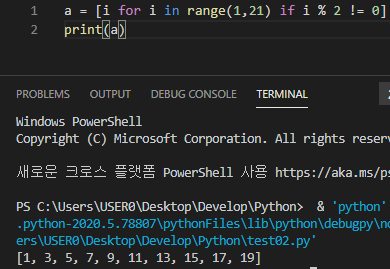 1 a = [i for i in range(1,21) if i % 2 != 0]
2 print(a)
PROBLEMS OUTPUT DEBUG CONSOLE TERMINAL
Windows PowerShell
Copyright (C) Microsoft Corporation. All rights reser
새로운 크로스 플랫폼 PowerShell 사용 https://aka.ms/ps
PS C:\Users\USER0\Desktop\Develop\Python> & 'python'
.python-2020.5.78807\pythonFiles\lib\python\debugpy\no
ers\USER0\Desktop\Develop\Python\test02.py'
[1, 3, 5, 7, 9, 11, 13, 15, 17, 19]